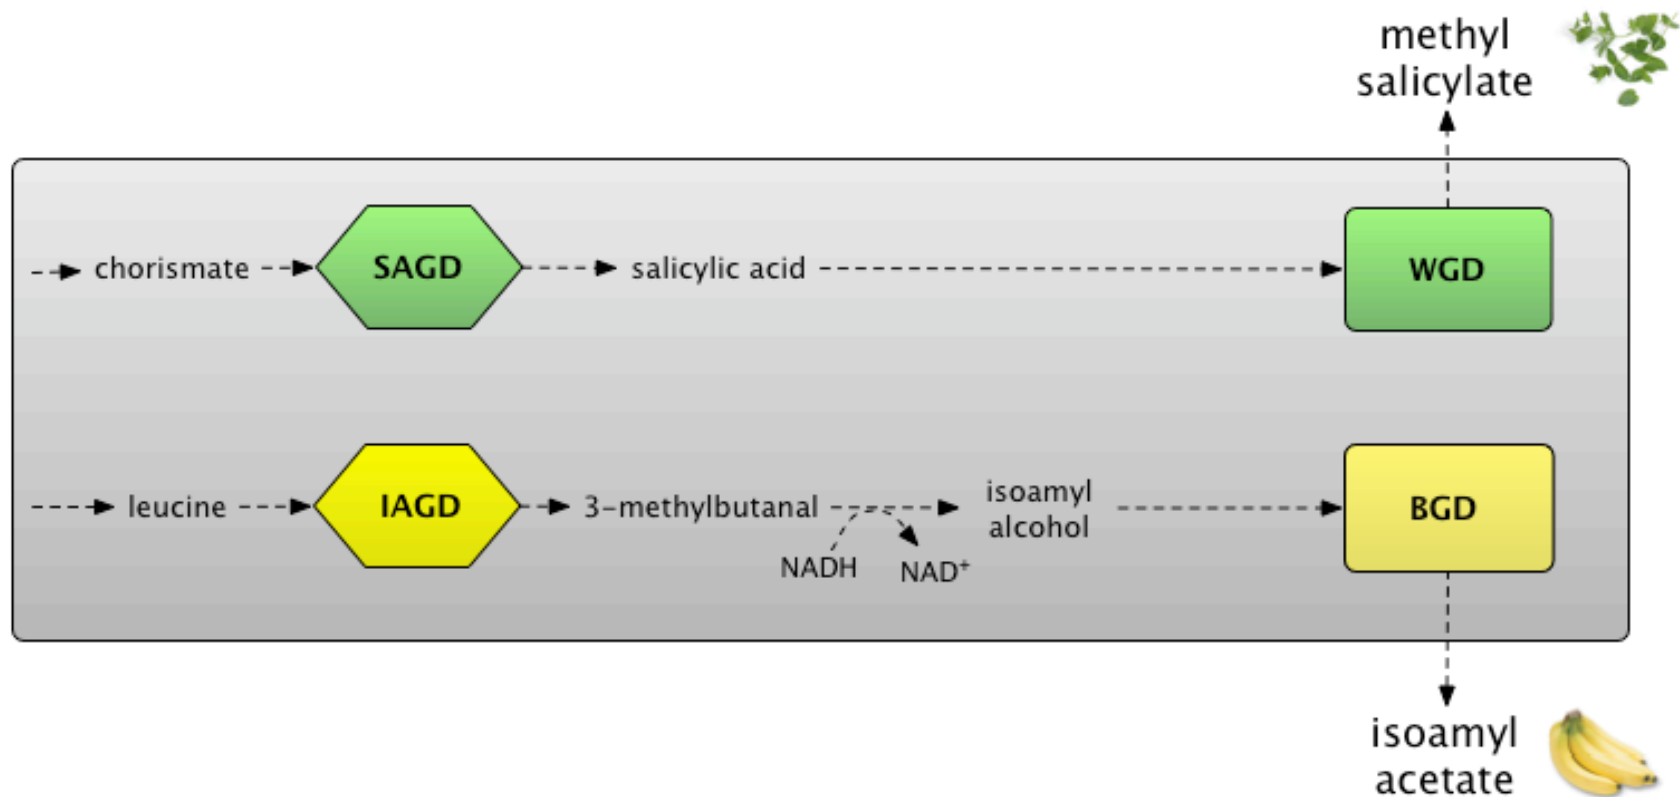 methyl
salicylate
chorismate
SAGD
salicylic acid
WGD
leucine
IAGD
3-methylbutanal
NADH
NAD⁺
isoamyl
alcohol
BGD
isoamyl
acetate